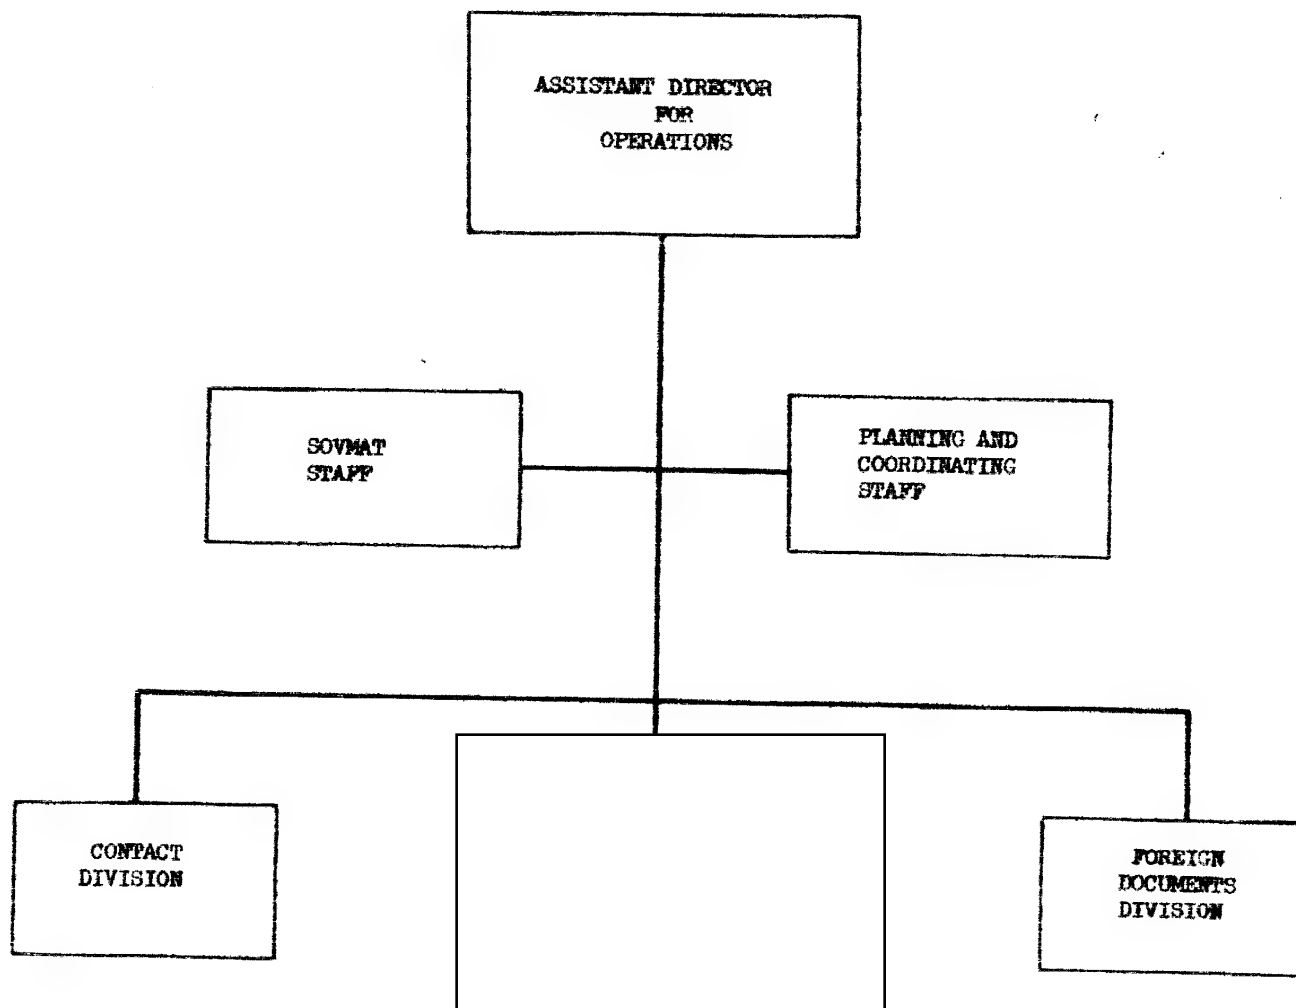 ASSISTANT DIRECTOR
FOR
OPERATIONS
SOVMAT
STAFF
PLANNING AND
COORDINATING
STAFF
CONTACT
DIVISION
FOREIGN
DOCUMENTS
DIVISION